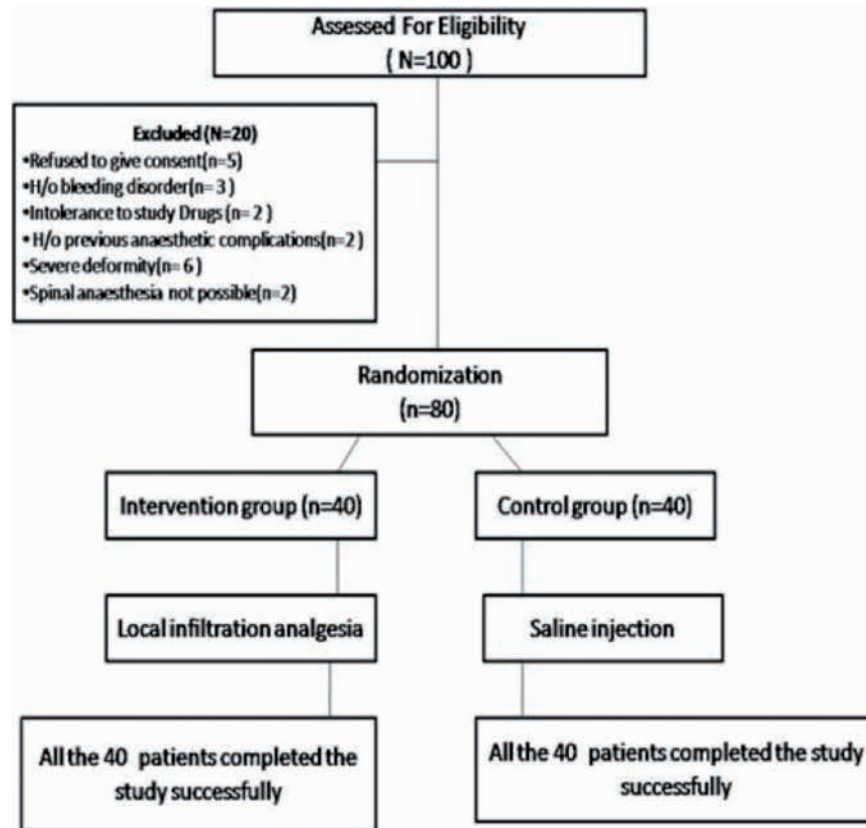 Assessed For Eligibility
( N=100 )
Excluded (N=20)
•Refused to give consent(n=5)
•H/o bleeding disorder(n= 3 )
•Intolerance to study Drugs (n= 2 )
• H/o previous anaesthetic complications(n=2 )
•Severe deformity(n= 6 )
•Spinal anaesthesia not possible(n=2)
Randomization
(n=80)
Intervention group (n=40)
Control group (n=40)
Local infiltration analgesia
Saline injection
All the 40 patients completed the
study successfully
All the 40 patients completed the study
successfully